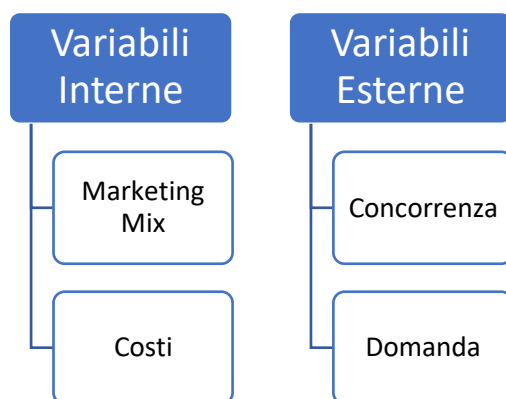 Variabili
Interne
Marketing
Mix
Costi
Variabili
Esterne
Concorrenza
Domanda